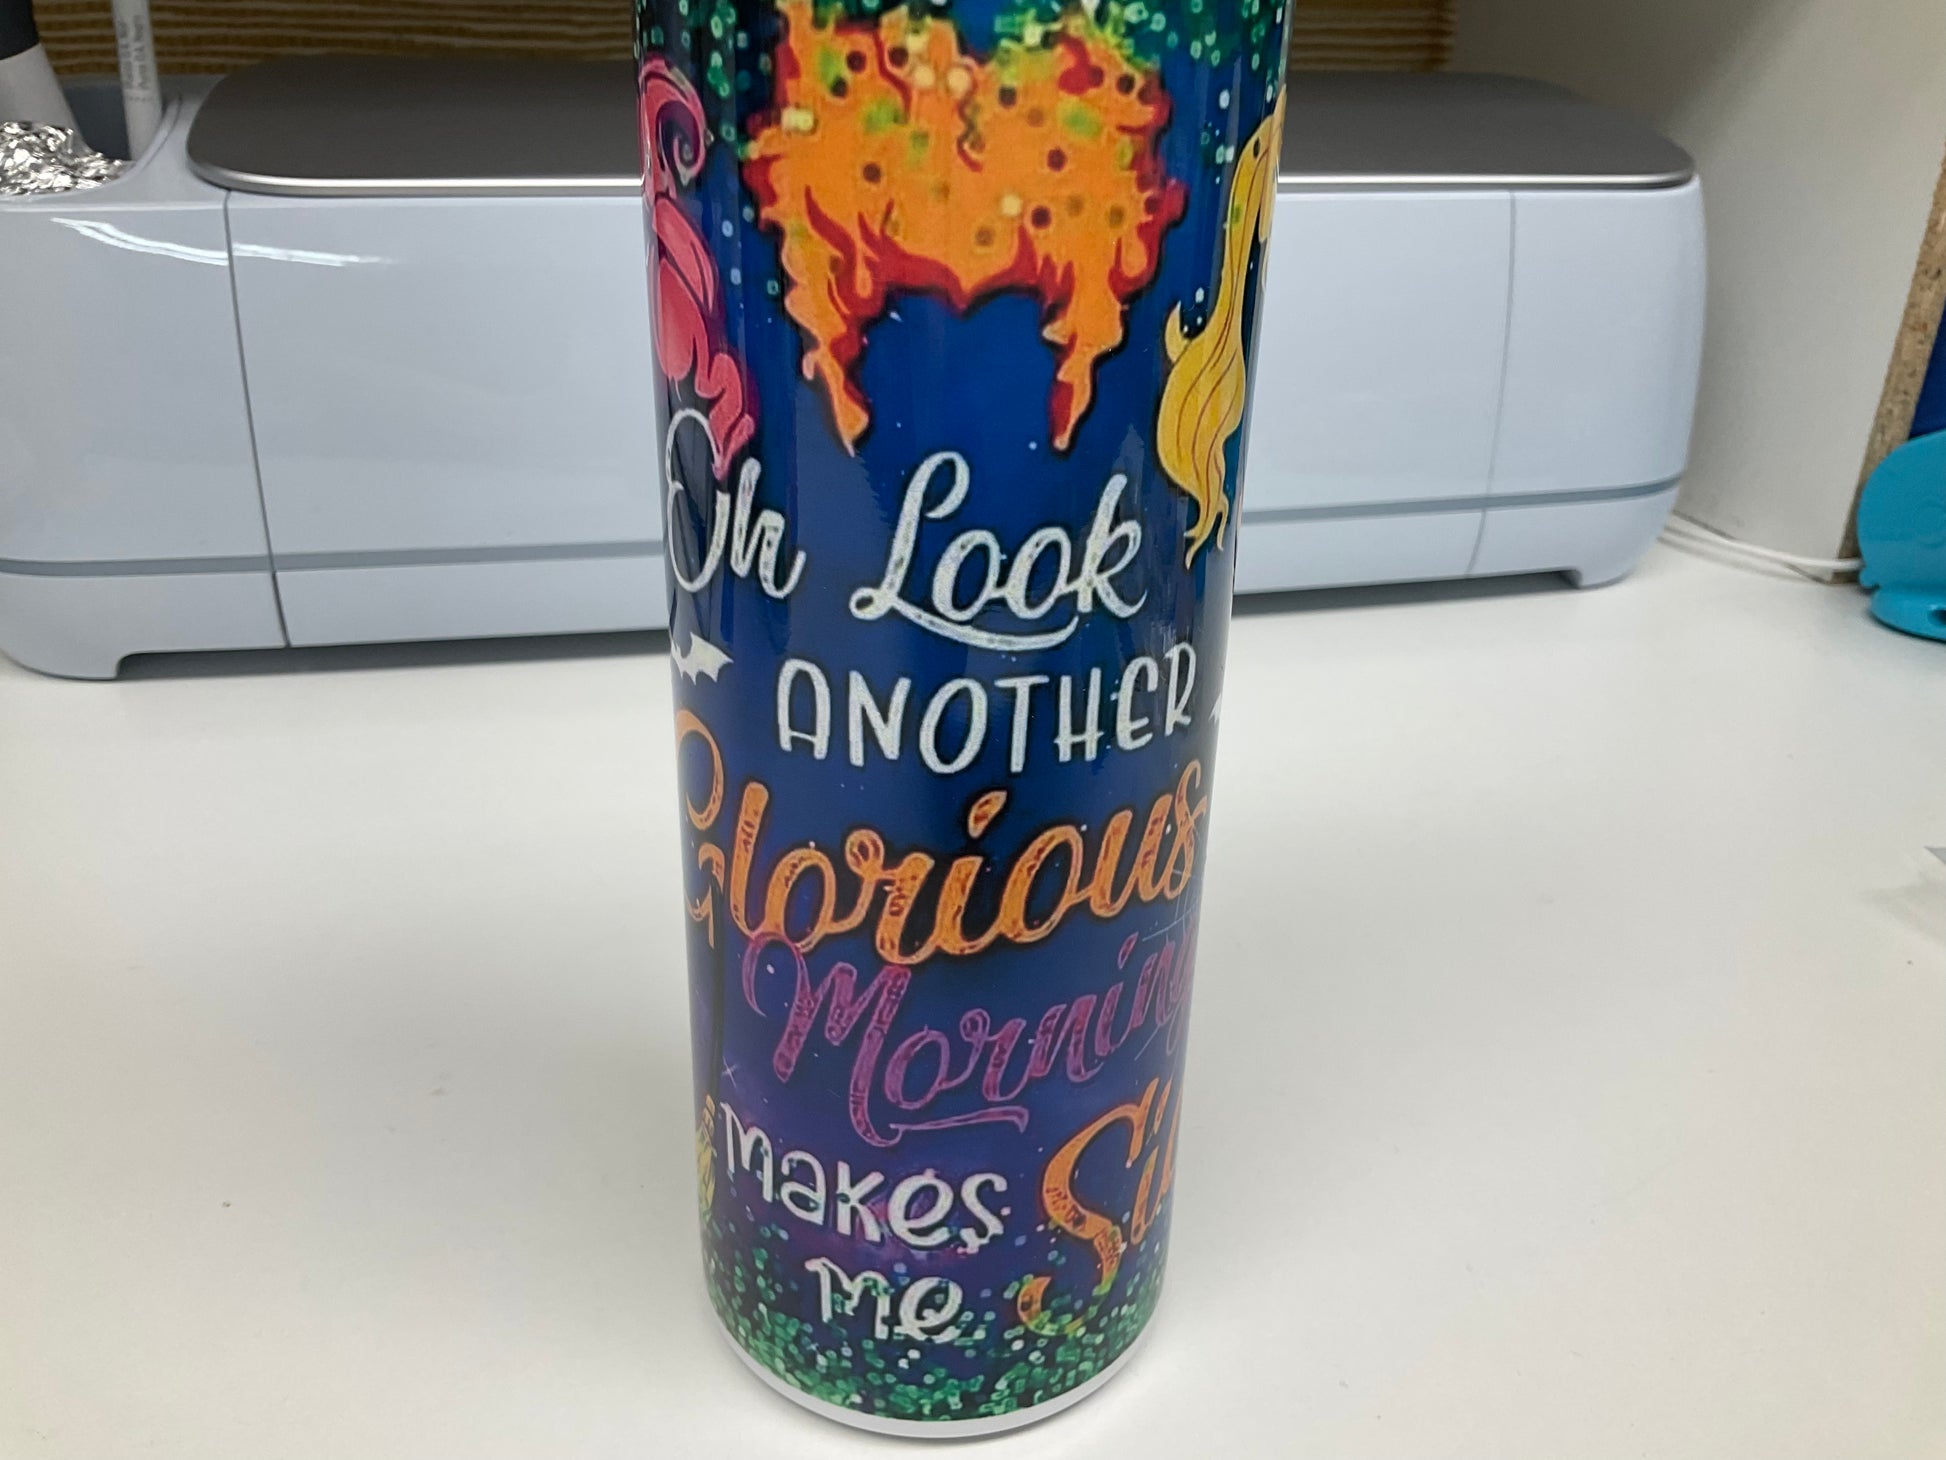 Oh Look
ANOTHER
Glorious
Morning
makes
me